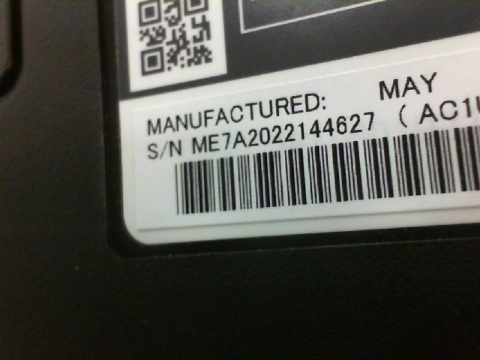 MANUFACTURED: MAY
S/N ME7A2022144627 ( AC1